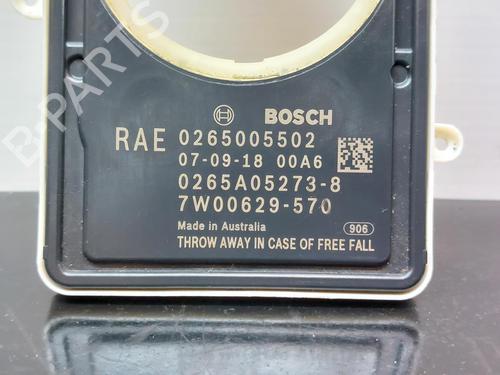 BOSCH
RAE 0265005502
07-09-18 00A6
0265A05273-8
7W00629-570
Made in Australia
906
THROW AWAY IN CASE OF FREE FALL
B-PARTS